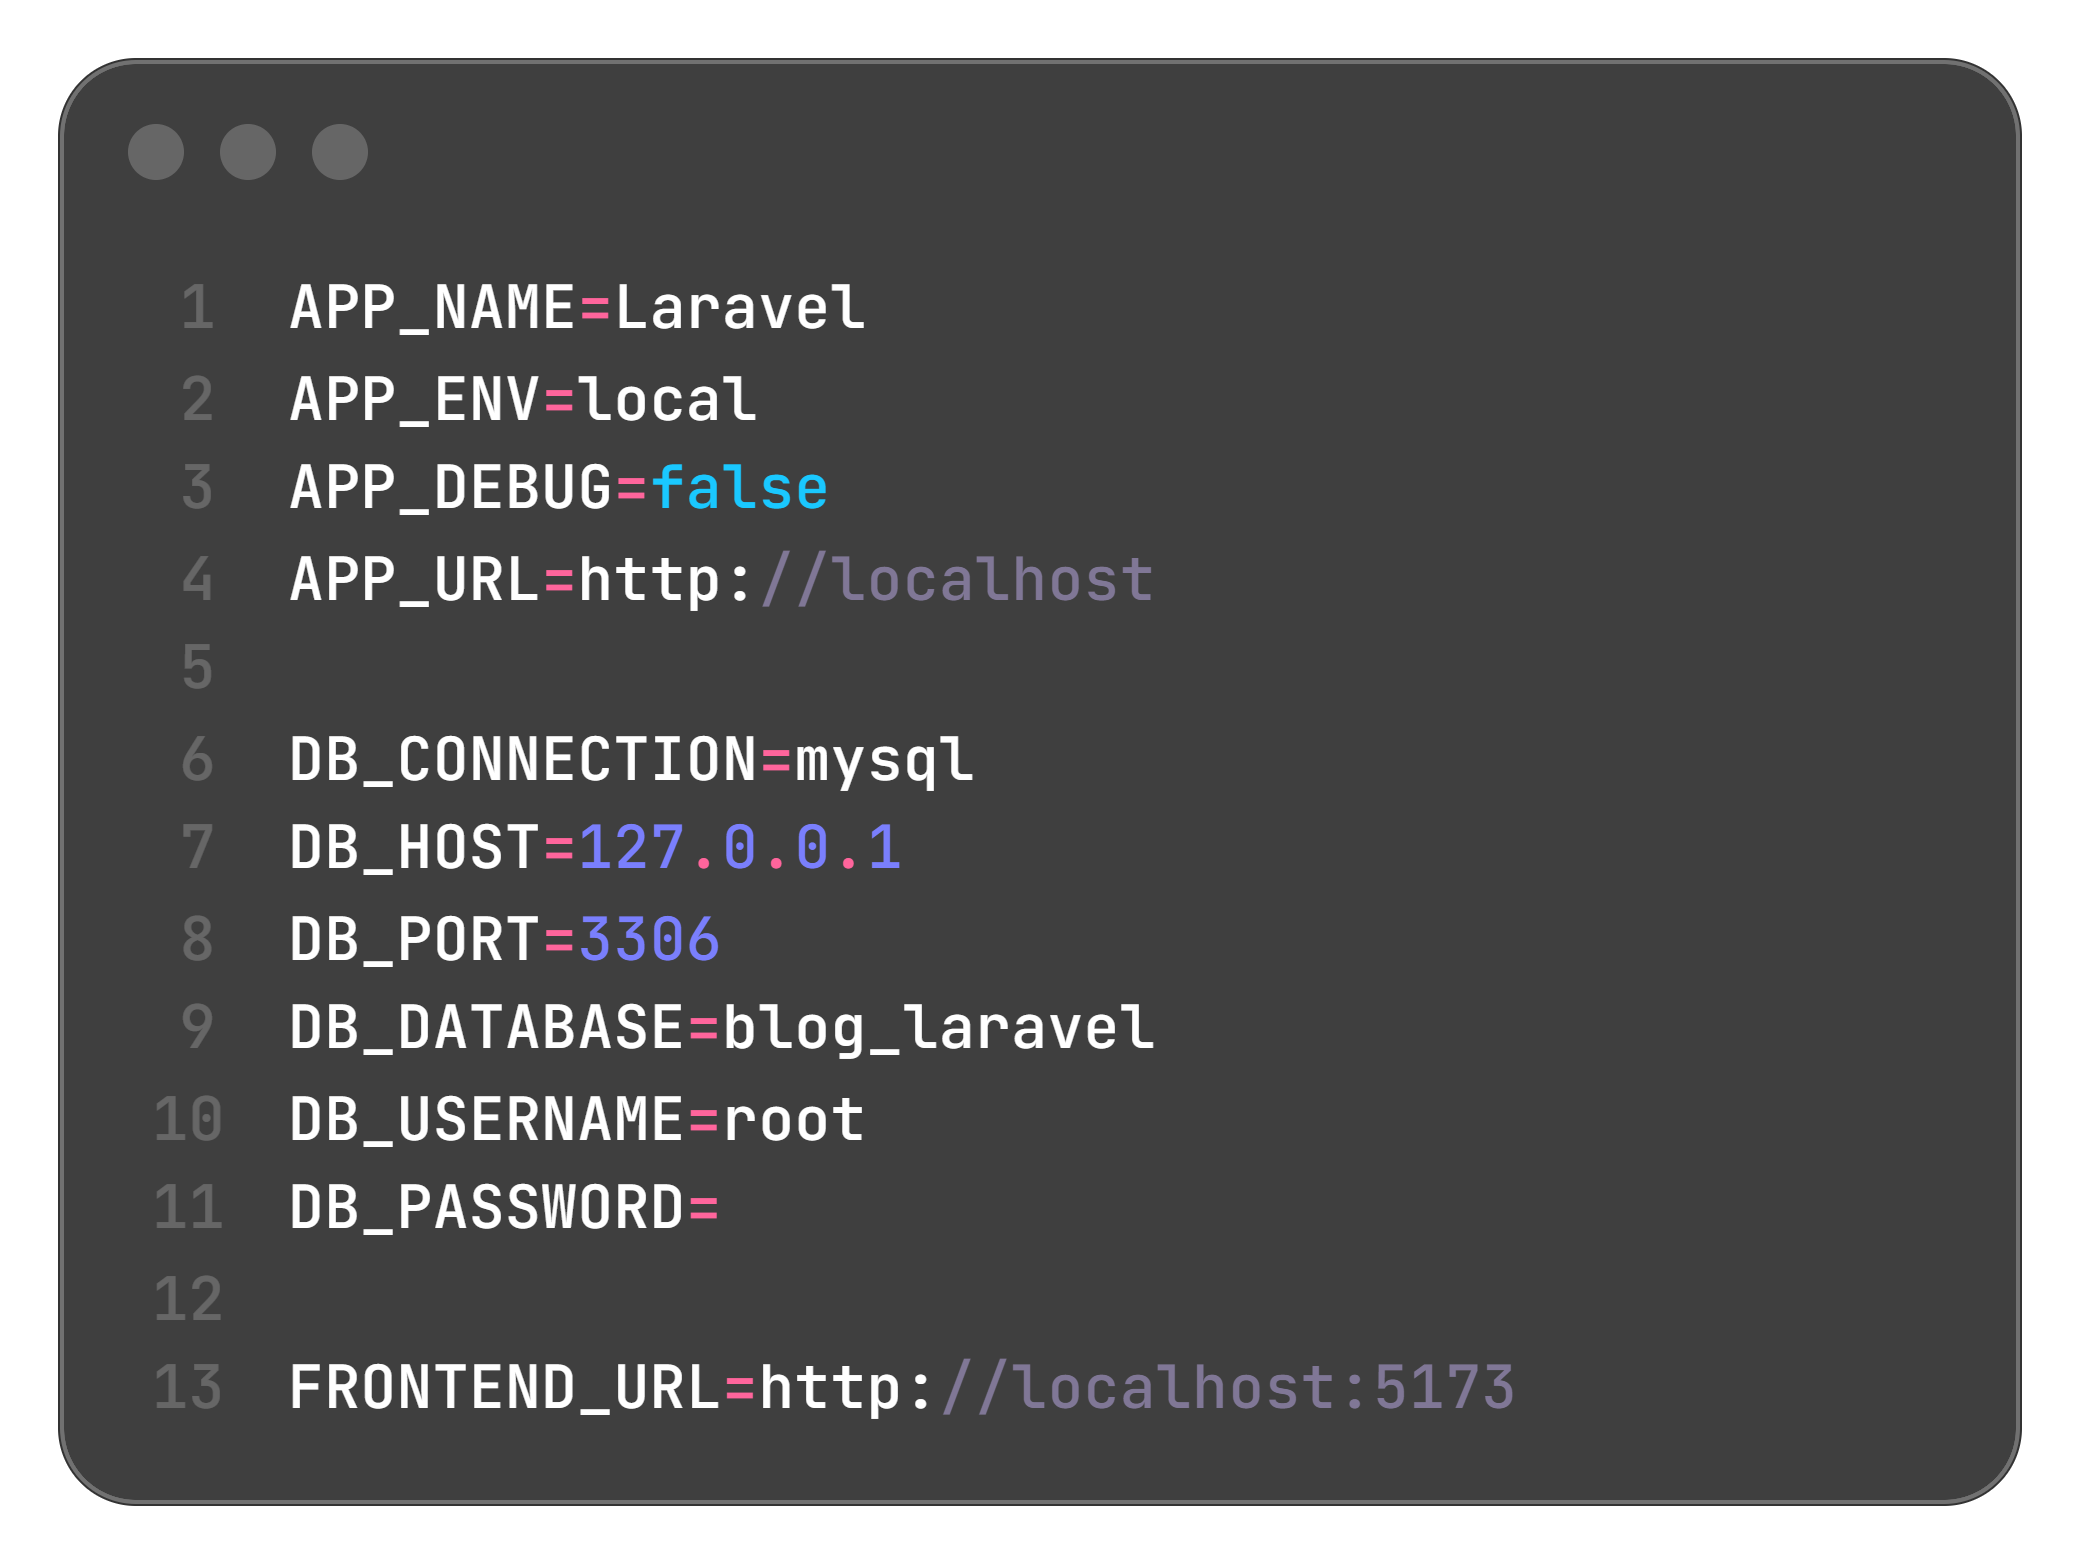 1 APP_NAME=Laravel
2 APP_ENV=local
3 APP_DEBUG=false
4 APP_URL=http://localhost
5
6 DB_CONNECTION=mysql
7 DB_HOST=127.0.0.1
8 DB_PORT=3306
9 DB_DATABASE=blog_laravel
10 DB_USERNAME=root
11 DB_PASSWORD=
12
13 FRONTEND_URL=http://localhost:5173